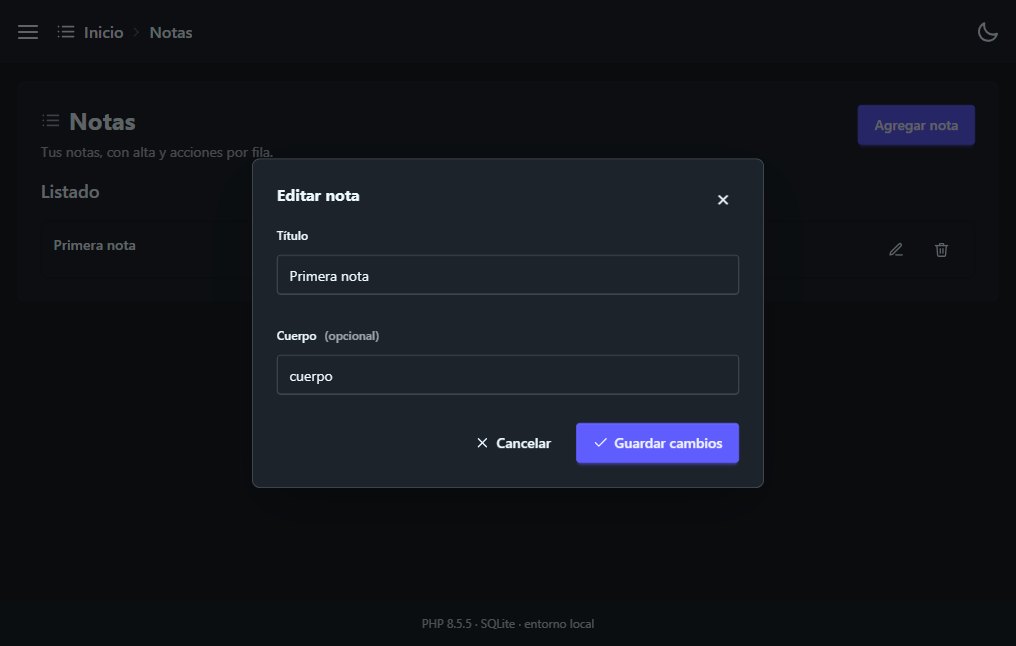 Inicio > Notas
Notas
Agregar nota
Tus notas, con alta y acciones por fila.
Listado
Primera nota
Editar nota
Título
Primera nota
Cuerpo (opcional)
cuerpo
Cancelar
Guardar cambios
PHP 8.5.5 · SQLite · entorno local